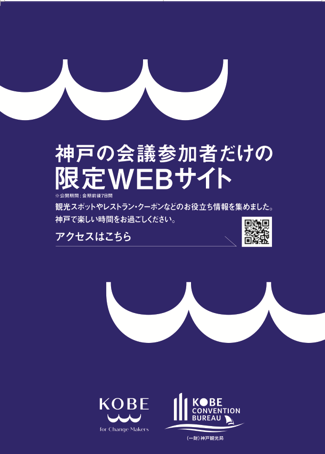 神戸の会議参加者だけの
限定WEBサイト
※公開期間:会期前後7日間
観光スポットやレストラン・クーポンなどのお役立ち情報を集めました。
神戸で楽しい時間をお過ごしください。
アクセスはこちら
KOBE
for Change Makers
KOBE
CONVENTION
BUREAU
(一財)神戸観光局